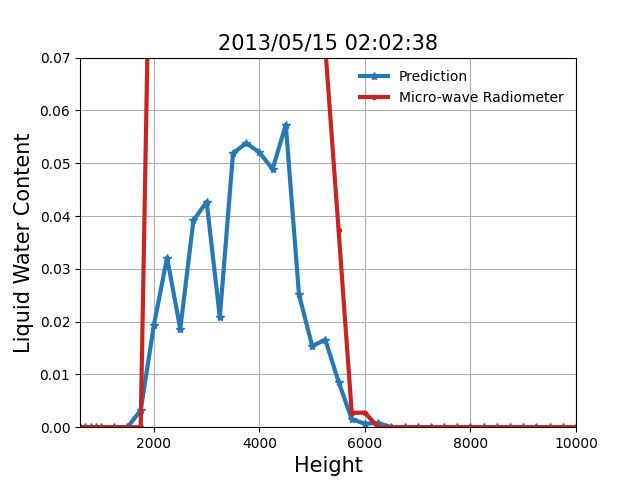 2013/05/15 02:02:38
Prediction
Micro-wave Radiometer
Liquid Water Content
0.07
0.06
0.05
0.04
0.03
0.02
0.01
0.00
2000 4000 6000 8000 10000
Height